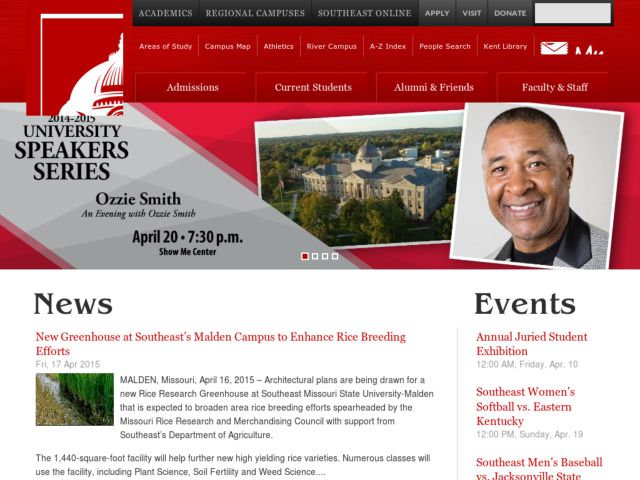 ACADEMICS REGIONAL CAMPUSES SOUTHEAST ONLINE APPLY VISIT DONATE
Areas of Study Campus Map Athletics River Campus A-Z Index People Search Kent Library
Admissions Current Students Alumni & Friends Faculty & Staff
2014-2015
UNIVERSITY
SPEAKERS
SERIES
Ozzie Smith
An Evening with Ozzie Smith
April 20 • 7:30 p.m.
Show Me Center
News
New Greenhouse at Southeast's Malden Campus to Enhance Rice Breeding
Efforts
Fri, 17 Apr 2015
MALDEN, Missouri, April 16, 2015 – Architectural plans are being drawn for a
new Rice Research Greenhouse at Southeast Missouri State University-Malden
that is expected to broaden area rice breeding efforts spearheaded by the
Missouri Rice Research and Merchandising Council with support from
Southeast's Department of Agriculture.
The 1,440-square-foot facility will help further new high yielding rice varieties. Numerous classes will
use the facility, including Plant Science, Soil Fertility and Weed Science....
Events
Annual Juried Student
Exhibition
12:00 AM, Friday, Apr. 10
Southeast Women's
Softball vs. Eastern
Kentucky
12:00 PM, Sunday, Apr. 19
Southeast Men's Baseball
vs. Jacksonville State